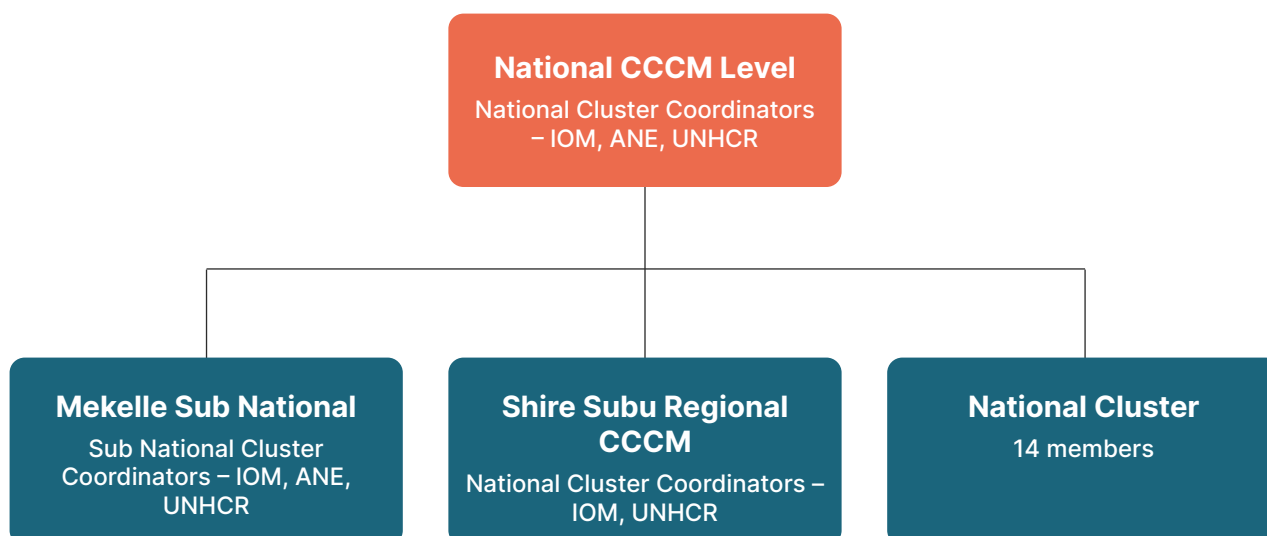 National CCCM Level
National Cluster Coordinators
– IOM, ANE, UNHCR
Mekelle Sub National
Sub National Cluster
Coordinators – IOM, ANE,
UNHCR
Shire Subu Regional
CCCM
National Cluster Coordinators –
IOM, UNHCR
National Cluster
14 members